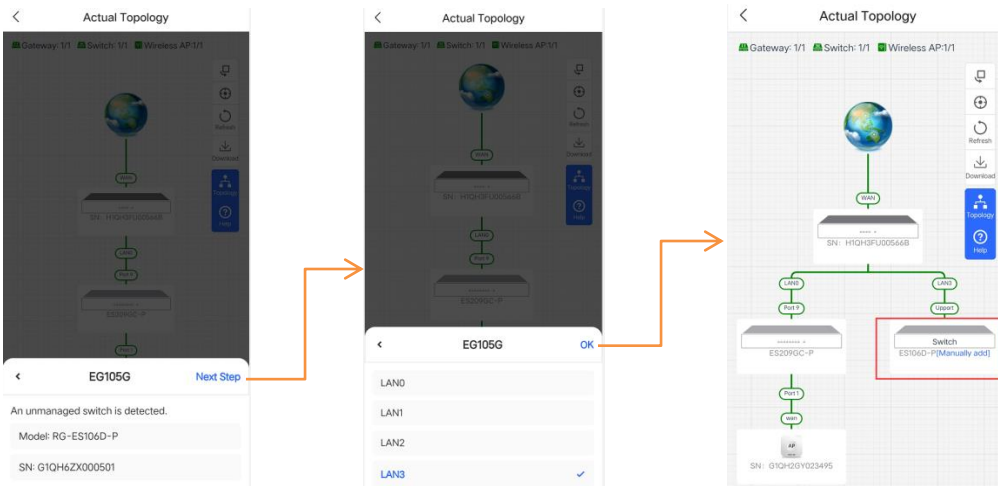 Actual Topology
Gateway: 1/1 Switch: 1/1 Wireless AP:1/1
Refresh
Download
WAN
Topology
SN: H1QH3FU00566B
Help
LAN0
Port 9
ES209GC-P
Port
EG105G
Next Step
An unmanaged switch is detected.
Model: RG-ES106D-P
SN: G1QH6ZX000501
Actual Topology
Gateway: 1/1 Switch: 1/1 Wireless AP:1/1
Refresh
Download
WAN
Topology
SN: H1QH3FU00566B
Help
LAN0
Port 9
ES209GC-P
EG105G
OK
LAN0
LAN1
LAN2
LAN3
Actual Topology
Gateway: 1/1 Switch: 1/1 Wireless AP:1/1
Refresh
Download
WAN
Topology
SN: H1QH3FU00566B
Help
LAN0
LAN3
Port 9
Upport
Switch
ES209GC-P
ES106D-P[Manually add]
Port 1
wan
AP
SN: G1QH2GY023495